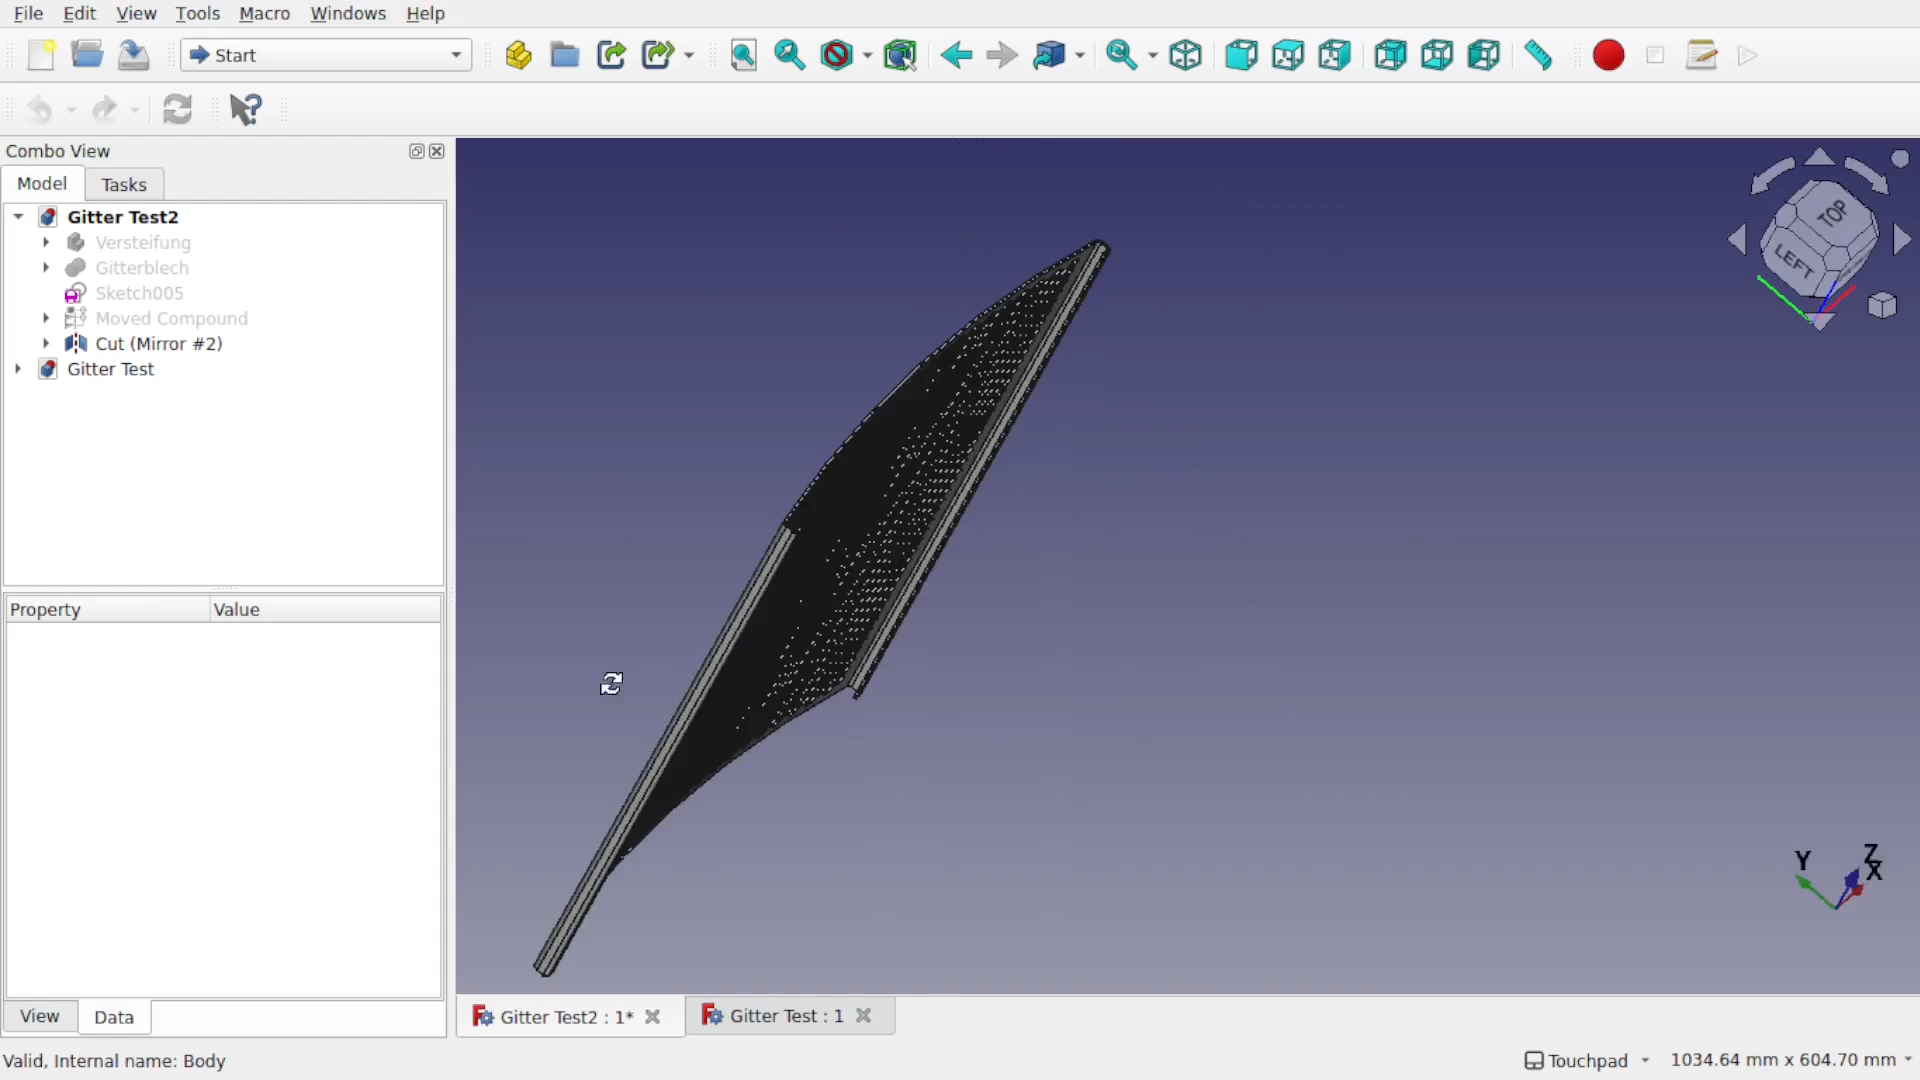 File Edit View Tools Macro Windows Help
Start
Combo View
Model Tasks
Gitter Test2
Versteifung
Gitterblech
Sketch005
Moved Compound
Cut (Mirror #2)
Gitter Test
TOP
LEFT
Property Value
Y Z X
View Data
Gitter Test2 : 1* Gitter Test : 1
Valid, Internal name: Body Touchpad 1034.64 mm x 604.70 mm